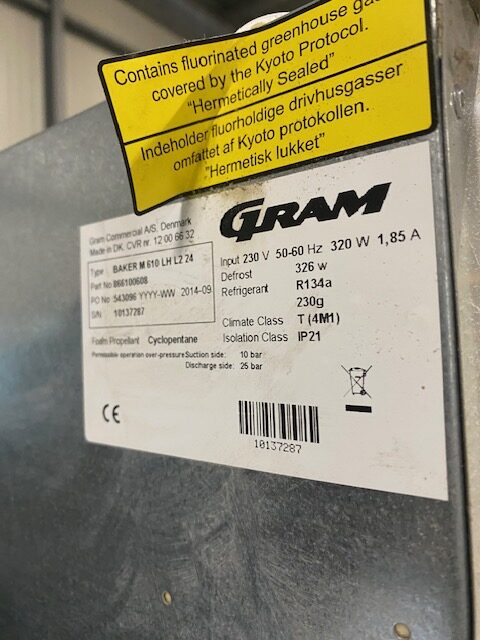 Contains fluorinated greenhouse
covered by the Kyoto Protocol.
"Hermetically Sealed"
Indeholder fluorholdige drivhusgasser
omfattet af Kyoto protokollen.
"Hermetisk lukket"
GRAM
Gram Commercial A/S, Denmark
Made in DK, CVR nr. 12 00 66 32
Type BAKER M 610 LH L2 24
Part No 866100608
PO No 543096 YYYY-WW 2014-09
S/N 10137287
Foam Propellant Cyclopentane
Permissible operation over-pressure Suction side: 10 bar
Discharge side: 25 bar
Input 230 V 50-60 Hz 320 W 1,85 A
Defrost 326 w
Refrigerant R134a
230g
Climate Class T (4M1)
Isolation Class IP21
CE
10137287